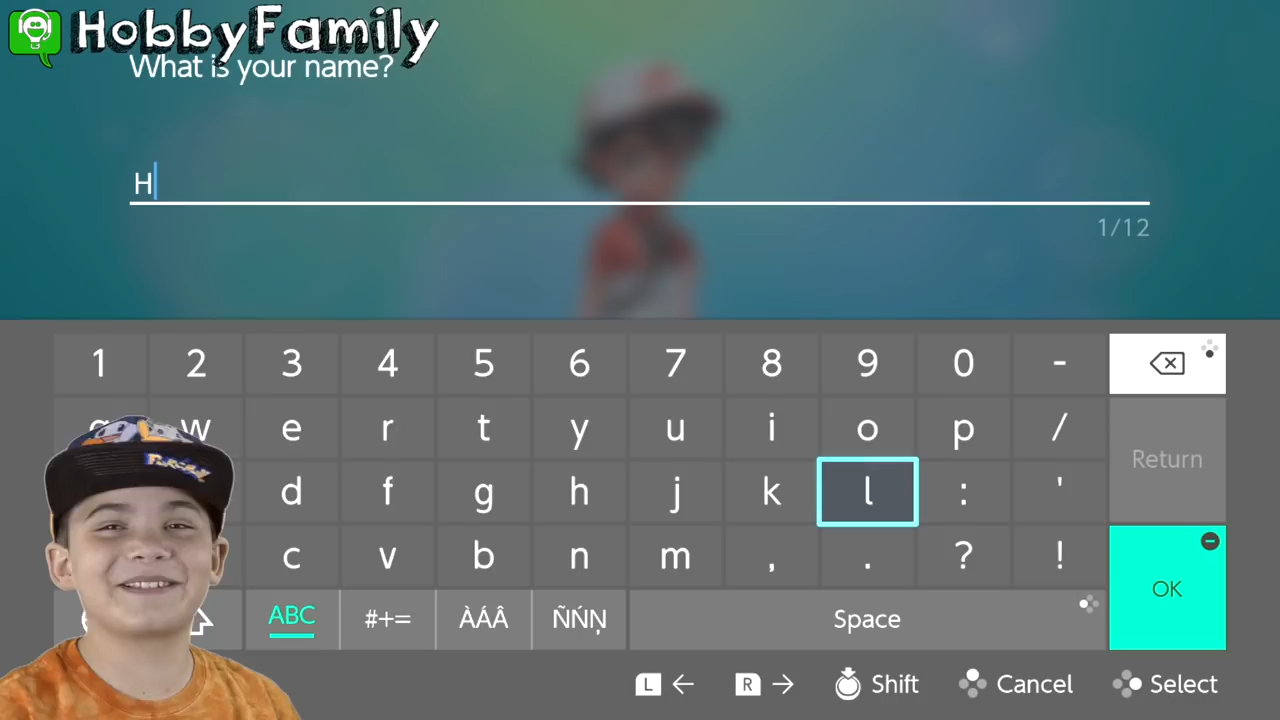 HobbyFamily
What is your name?
H
1/12
1 2 3 4 5 6 7 8 9 0 -
q w e r t y u i o p / Return
d f g h j k l : '
c v b n m , . ? ! OK
ABC #+= ÀÁÂ ÑŃŅ Space
L ← R → Shift Cancel Select